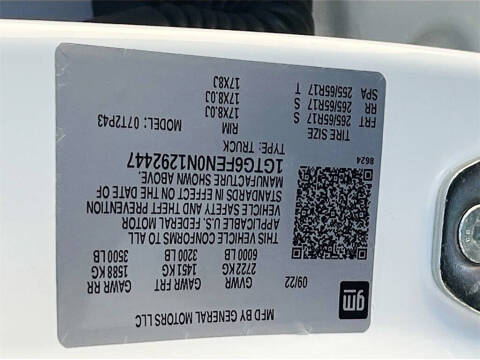 gm
MFD BY GENERAL MOTORS LLC
09/22 GVWR GAWR FRT GAWR RR
2722 KG 1451 KG 1588 KG
6000 LB 3200 LB 3500 LB
THIS VEHICLE CONFORMS TO ALL
APPLICABLE U.S. FEDERAL MOTOR
VEHICLE SAFETY AND THEFT PREVENTION
STANDARDS IN EFFECT ON THE DATE OF
MANUFACTURE SHOWN ABOVE.
1GTG6FEN0N1292447
8624 TYPE: TRUCK MODEL: 07T2P43
TIRE SIZE RIM
FRT 265/65R17 S 17X8.0J
RR 265/65R17 S 17X8.0J
SPA 255/65R17 T 17X8J